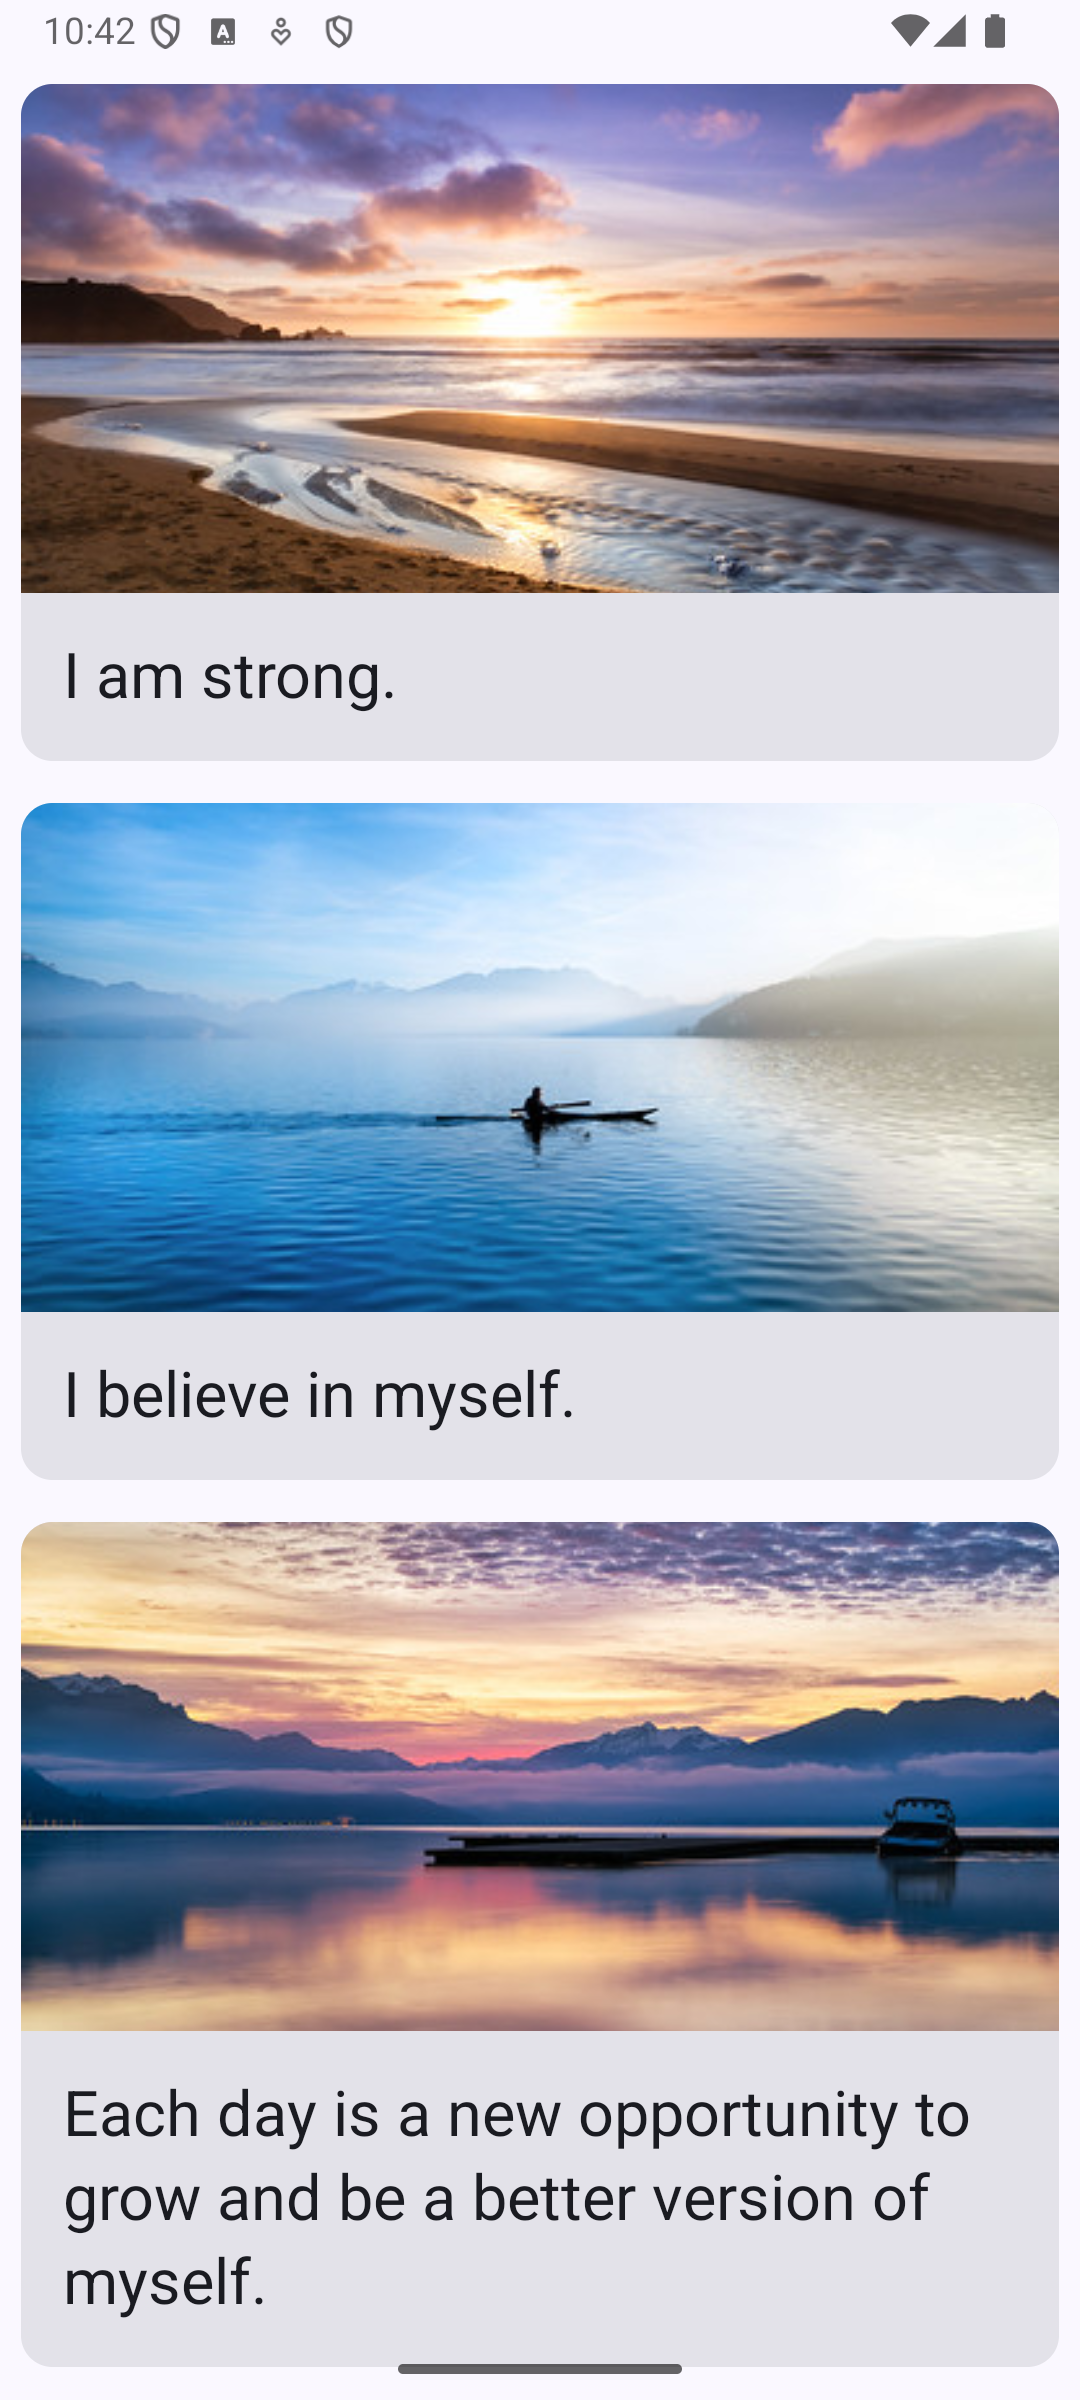 10:42
I am strong.
I believe in myself.
Each day is a new opportunity to
grow and be a better version of
myself.